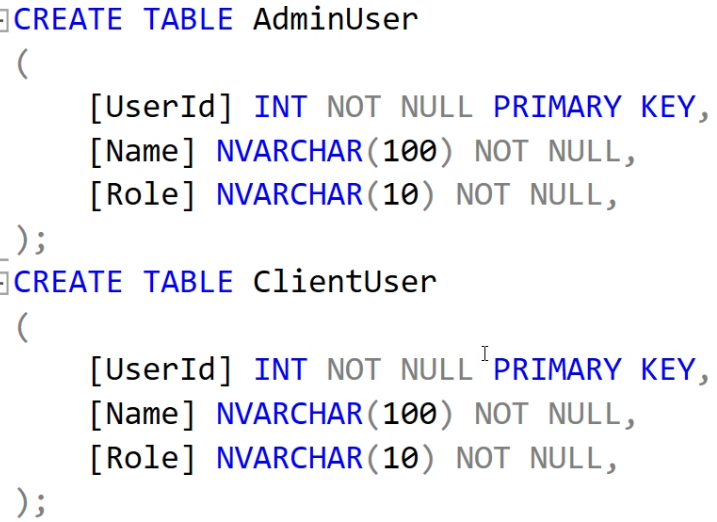 CREATE TABLE AdminUser
(
[UserId] INT NOT NULL PRIMARY KEY,
[Name] NVARCHAR(100) NOT NULL,
[Role] NVARCHAR(10) NOT NULL,
);
CREATE TABLE ClientUser
(
[UserId] INT NOT NULL PRIMARY KEY,
[Name] NVARCHAR(100) NOT NULL,
[Role] NVARCHAR(10) NOT NULL,
);